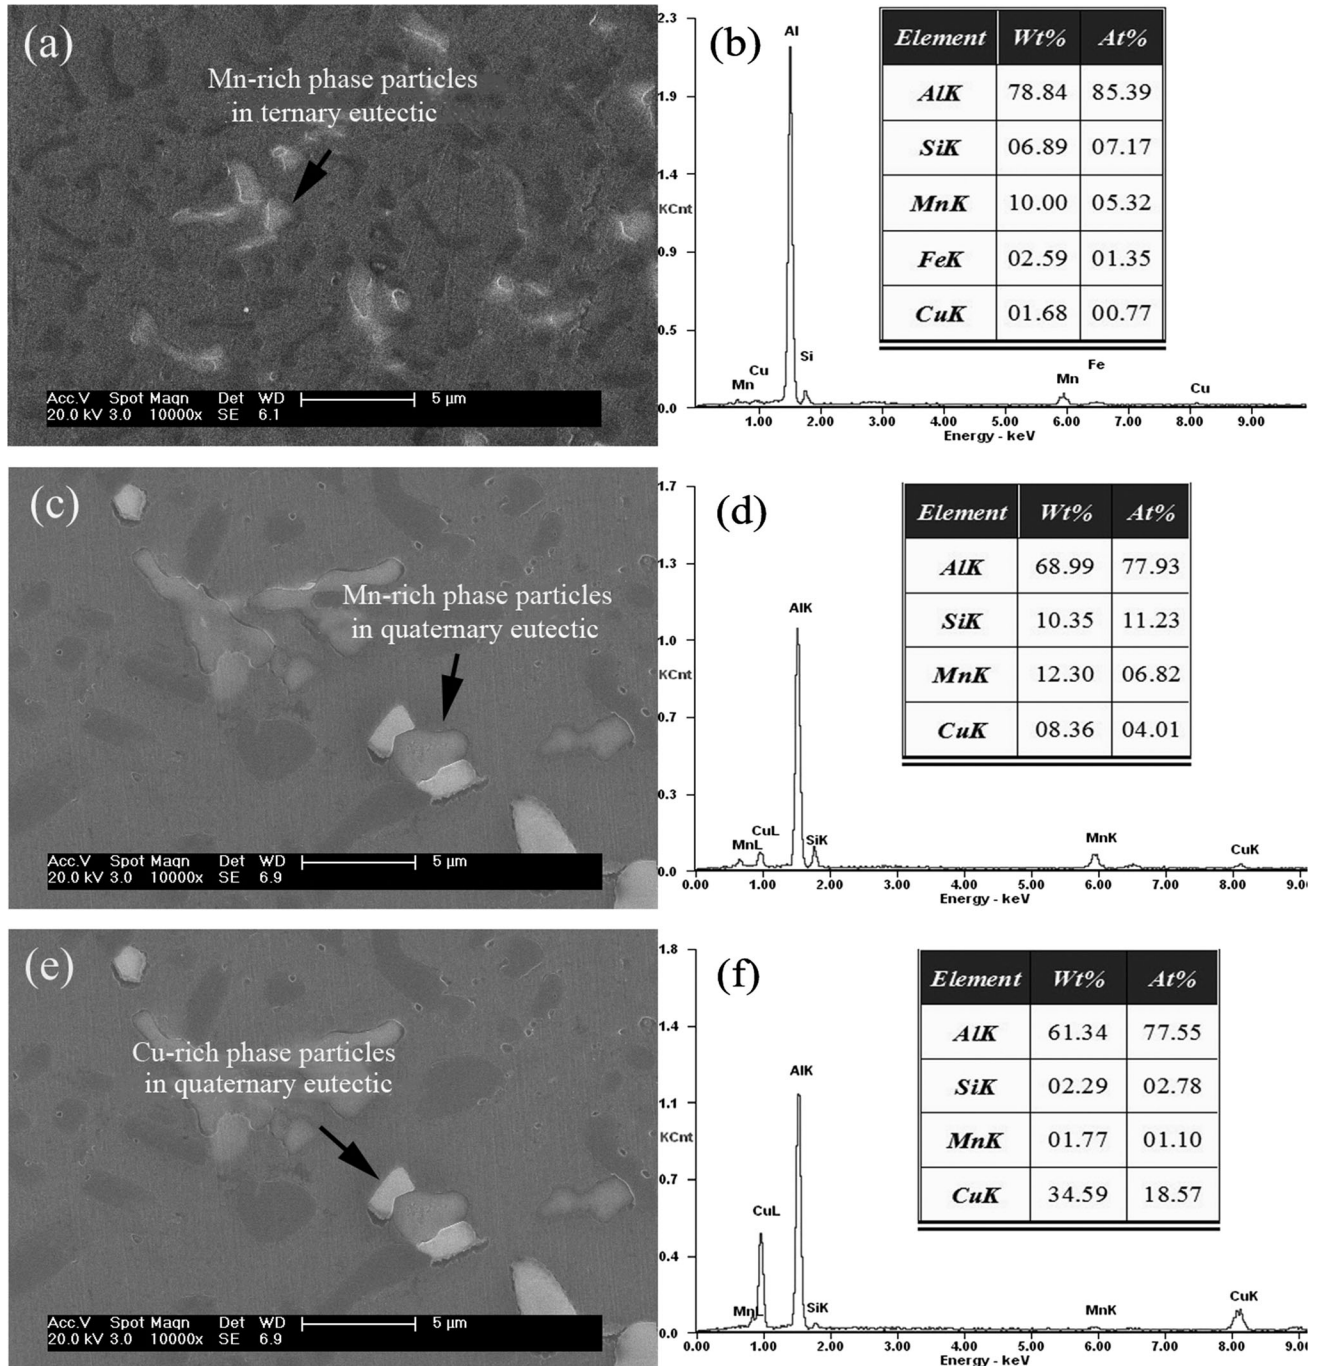 (a)
Mn-rich phase particles
in ternary eutectic
Acc.V Spot Magn Det WD 5 µm
20.0 kV 3.0 10000x SE 6.1
(b)
Element Wt% At%
AlK 78.84 85.39
SiK 06.89 07.17
MnK 10.00 05.32
FeK 02.59 01.35
CuK 01.68 00.77
2.3
1.9
1.4
KCnt
0.9
0.5
0.0
Al
Si
Mn
Cu
Mn
Fe
Cu
1.00 2.00 3.00 4.00 5.00 6.00 7.00 8.00 9.00
Energy - keV
(c)
Mn-rich phase particles
in quaternary eutectic
Acc.V Spot Magn Det WD 5 µm
20.0 kV 3.0 10000x SE 6.9
(d)
Element Wt% At%
AlK 68.99 77.93
SiK 10.35 11.23
MnK 12.30 06.82
CuK 08.36 04.01
1.7
1.3
1.0
KCnt
0.7
0.3
0.0
AlK
CuL
MnL
SiK
MnK
CuK
0.00 1.00 2.00 3.00 4.00 5.00 6.00 7.00 8.00 9.0
Energy - keV
(e)
Cu-rich phase particles
in quaternary eutectic
Acc.V Spot Magn Det WD 5 µm
20.0 kV 3.0 10000x SE 6.9
(f)
Element Wt% At%
AlK 61.34 77.55
SiK 02.29 02.78
MnK 01.77 01.10
CuK 34.59 18.57
1.8
1.4
1.1
KCnt
0.7
0.4
0.0
AlK
CuL
MnL
SiK
MnK
CuK
0.00 1.00 2.00 3.00 4.00 5.00 6.00 7.00 8.00 9.00
Energy - keV